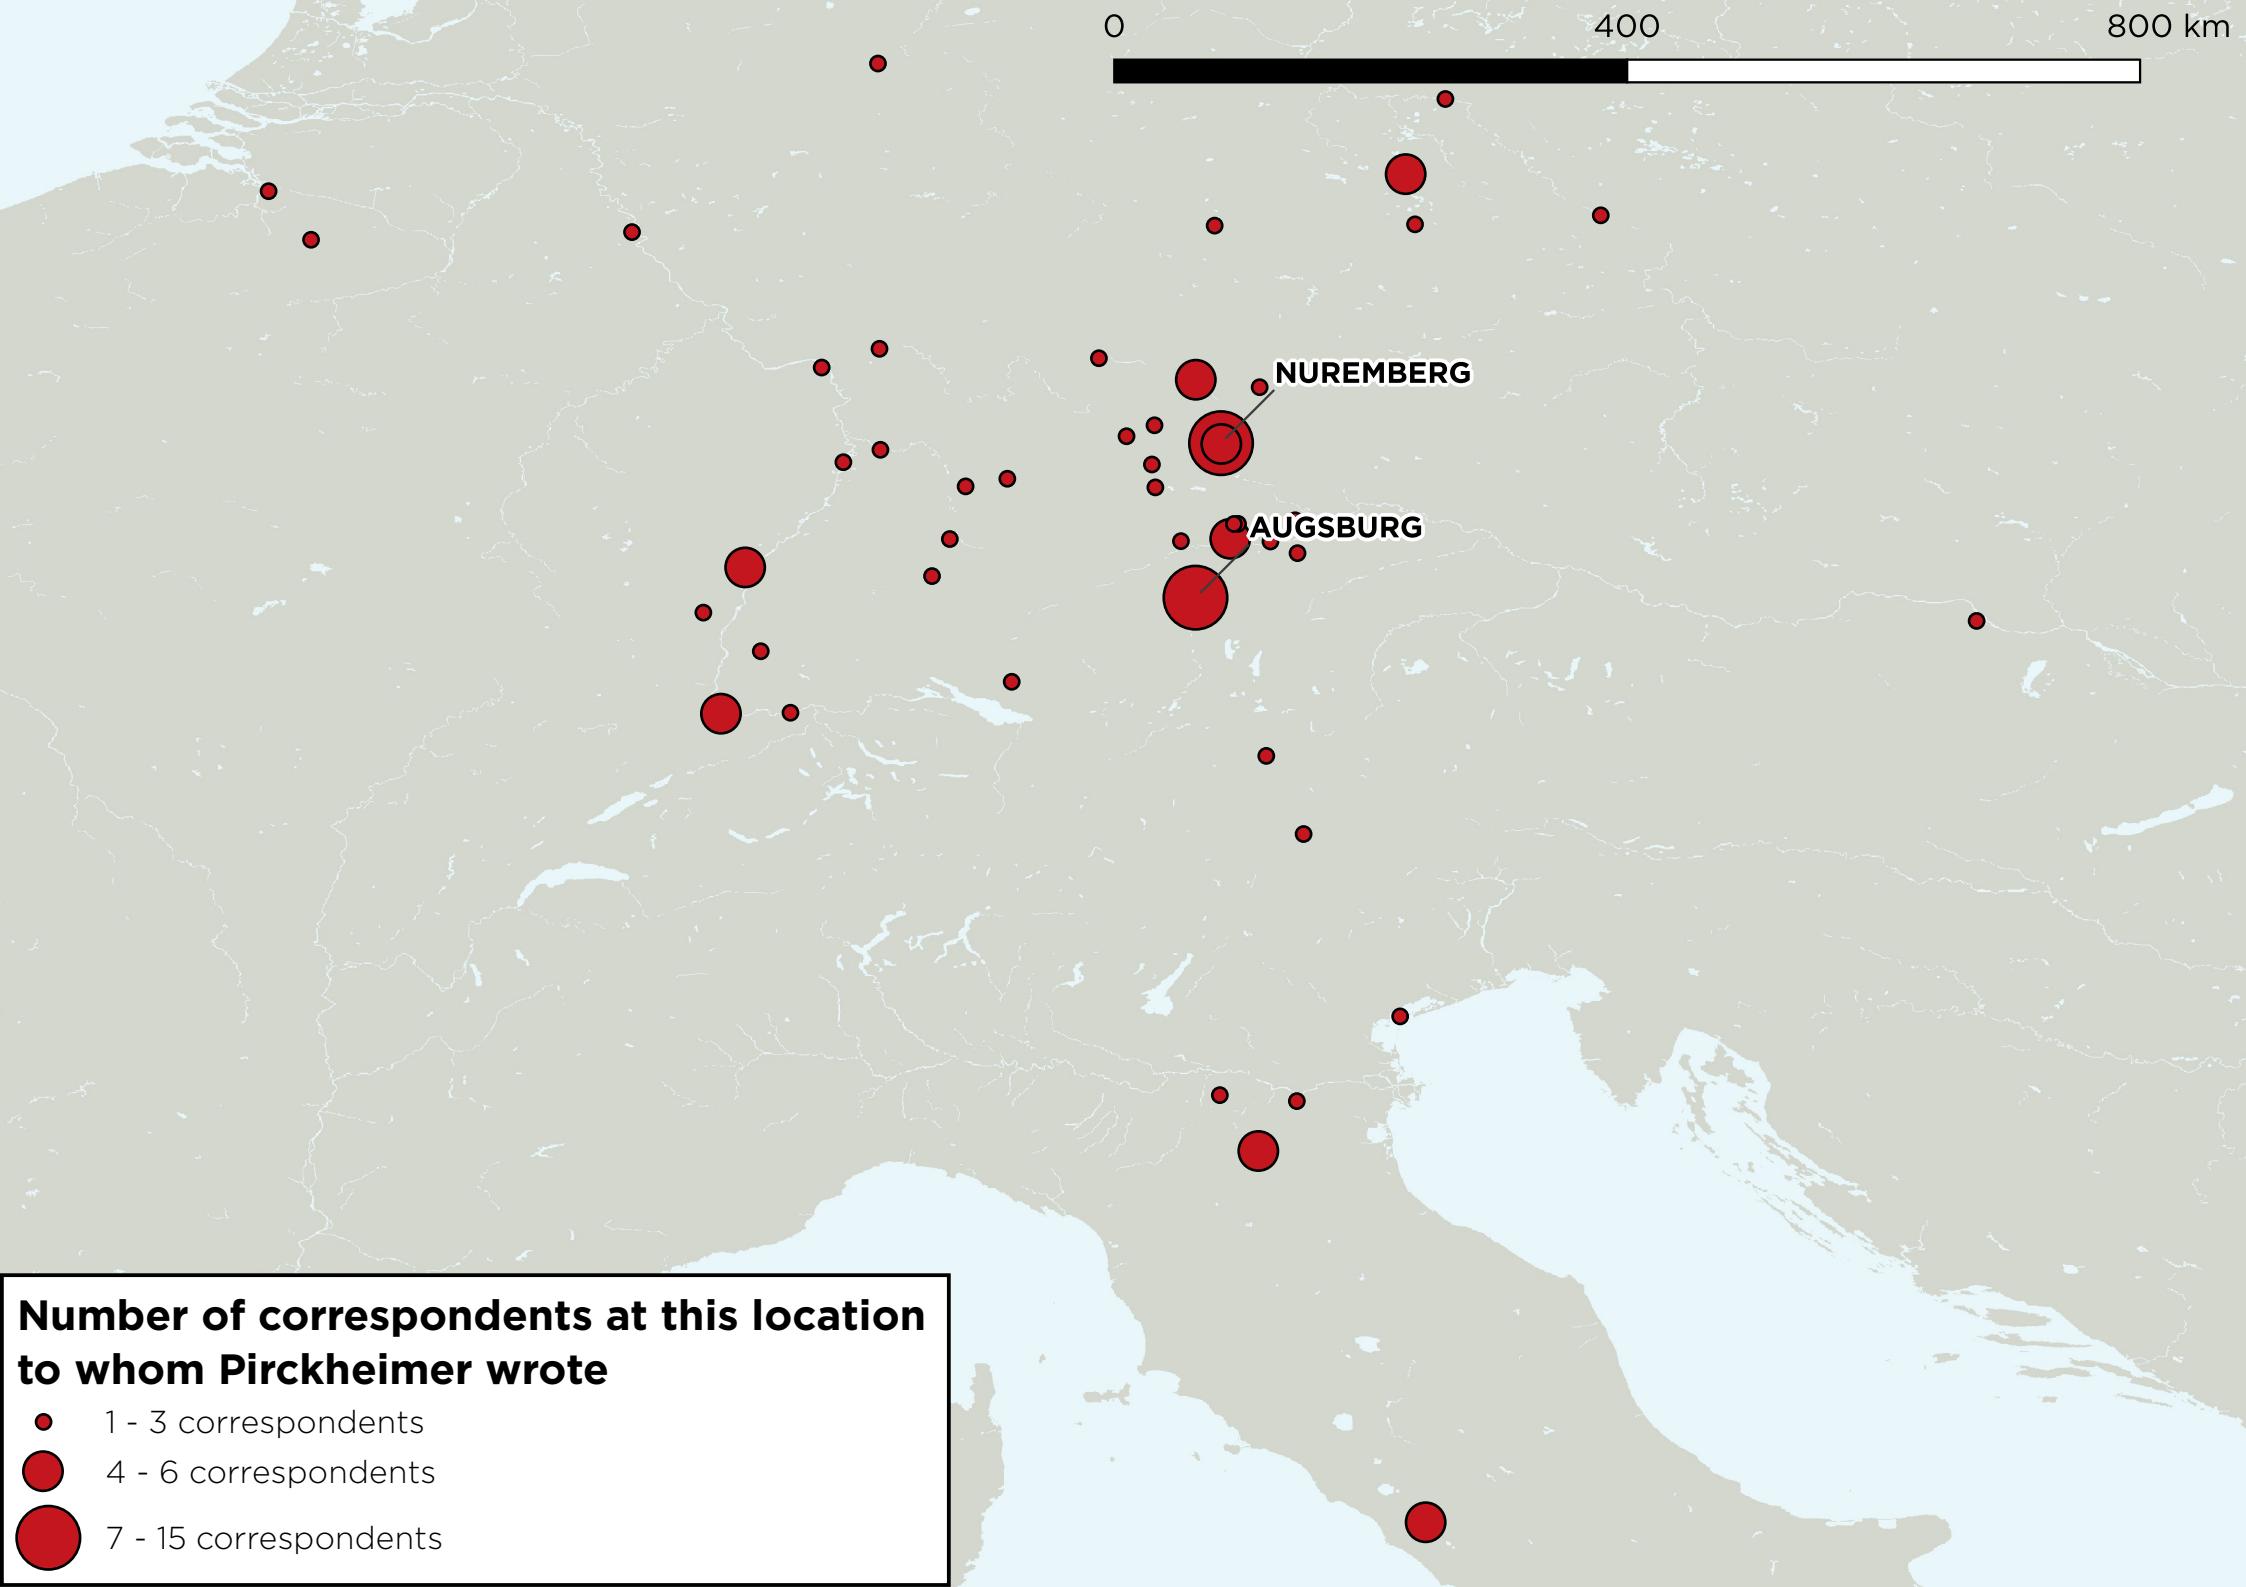 0 400 800 km
NUREMBERG
AUGSBURG
Number of correspondents at this location
to whom Pirckheimer wrote
1 - 3 correspondents
4 - 6 correspondents
7 - 15 correspondents